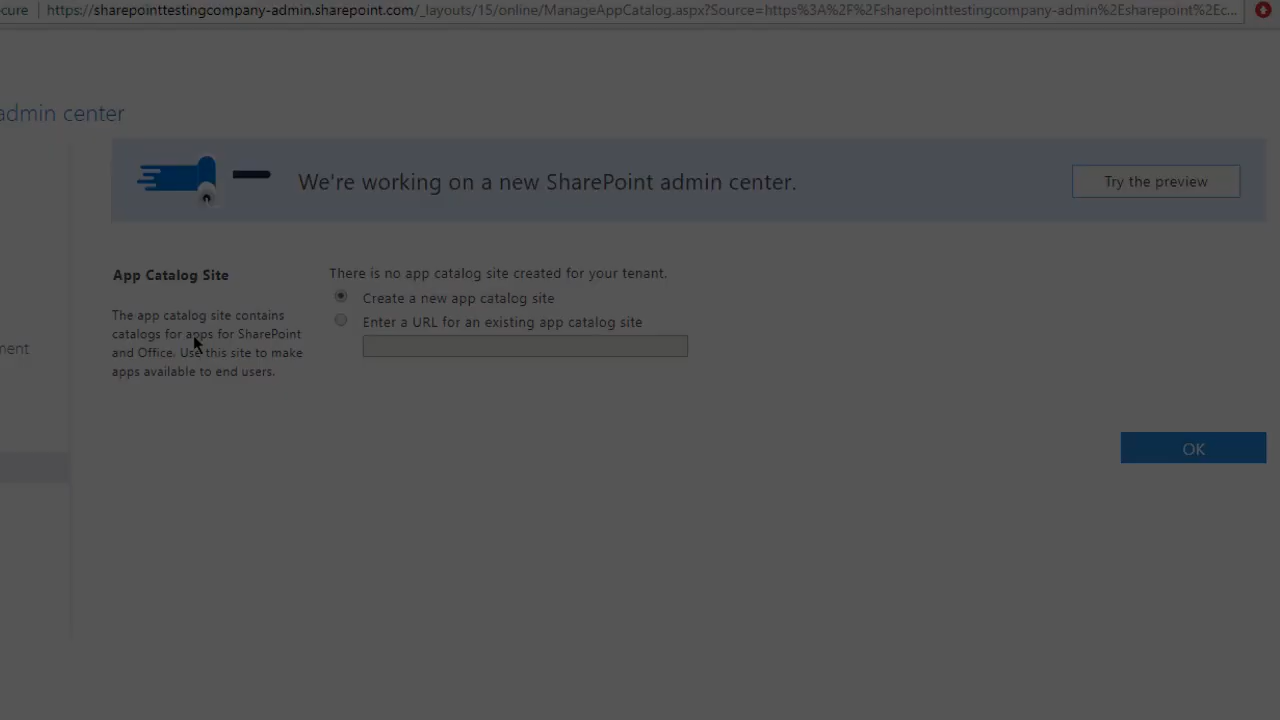 ecure
https://sharepointtestingcompany-admin.sharepoint.com/_layouts/15/online/ManageAppCatalog.aspx?Source=https%3A%2F%2Fsharepointtestingcompany-admin%2Esharepoint%2Ec...
admin center
We're working on a new SharePoint admin center.
Try the preview
App Catalog Site
The app catalog site contains
catalogs for apps for SharePoint
and Office. Use this site to make
apps available to end users.
There is no app catalog site created for your tenant.
Create a new app catalog site
Enter a URL for an existing app catalog site
ment
OK